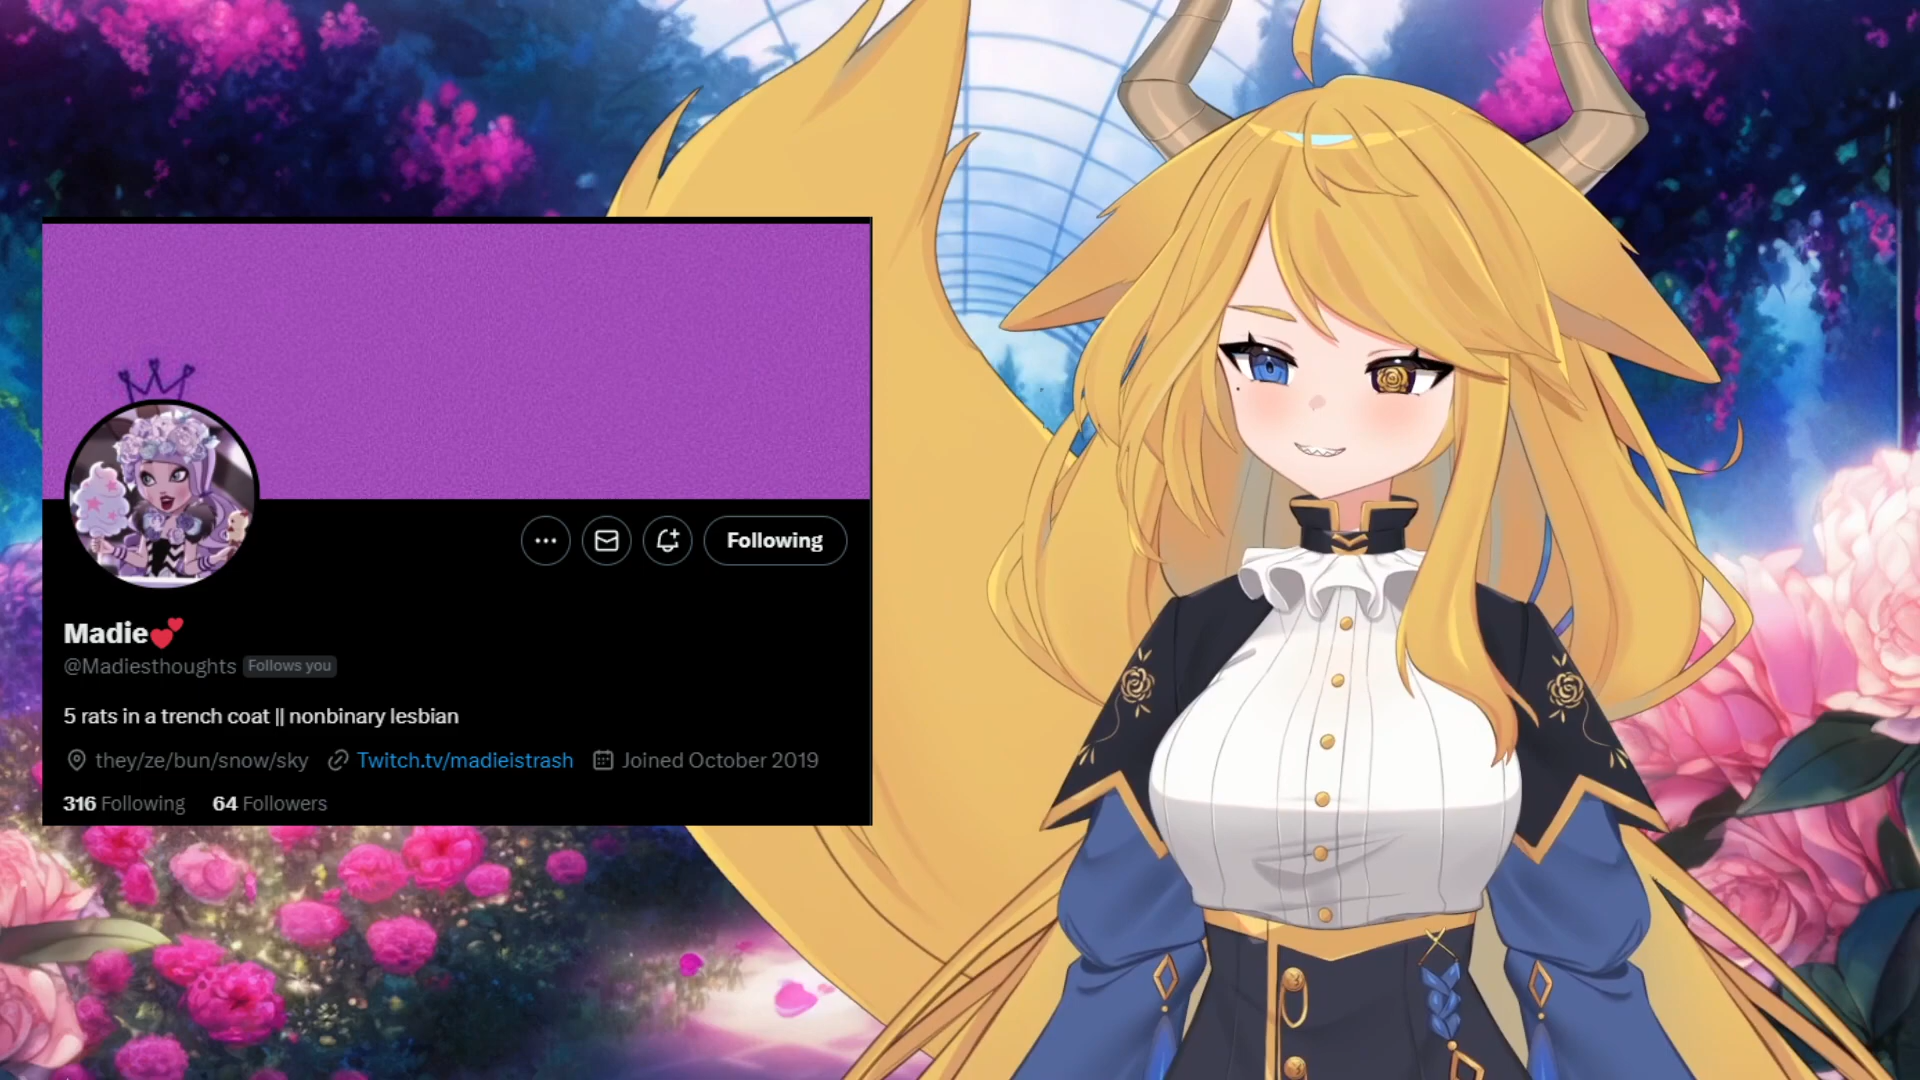 Following
Madie💕
@Madiesthoughts Follows you
5 rats in a trench coat || nonbinary lesbian
they/ze/bun/snow/sky Twitch.tv/madieistrash Joined October 2019
316 Following 64 Followers